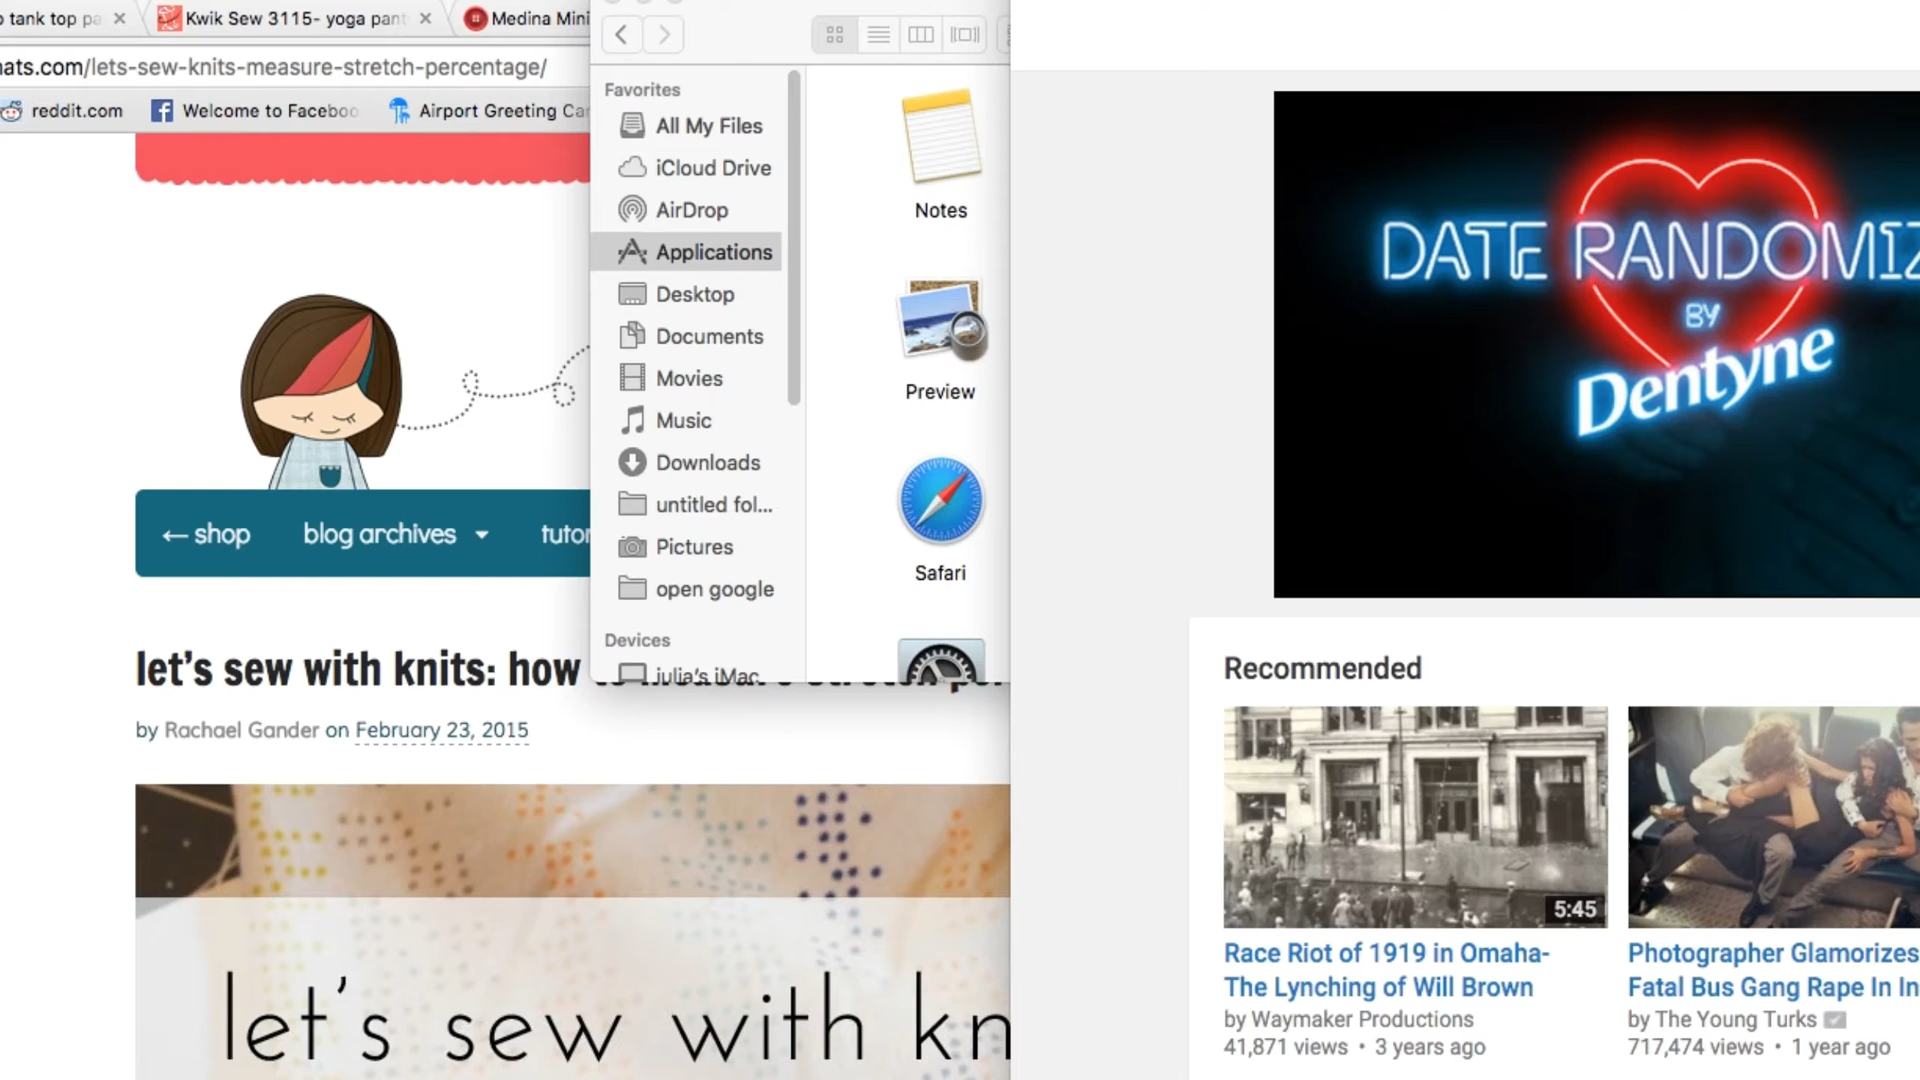 o tank top pa
Kwik Sew 3115- yoga pant
Medina Mini
nats.com/lets-sew-knits-measure-stretch-percentage/
reddit.com
Welcome to Faceboo
Airport Greeting Car
← shop
blog archives
tutor
let's sew with knits: how
by Rachael Gander on February 23, 2015
let's sew with kn
Favorites
All My Files
iCloud Drive
AirDrop
Applications
Desktop
Documents
Movies
Music
Downloads
untitled fol...
Pictures
open google
Devices
julia's iMac
Notes
Preview
Safari
DATE RANDOMIZ
BY
Dentyne
Recommended
5:45
Race Riot of 1919 in Omaha-
The Lynching of Will Brown
by Waymaker Productions
41,871 views • 3 years ago
Photographer Glamorizes
Fatal Bus Gang Rape In In
by The Young Turks
717,474 views • 1 year ago